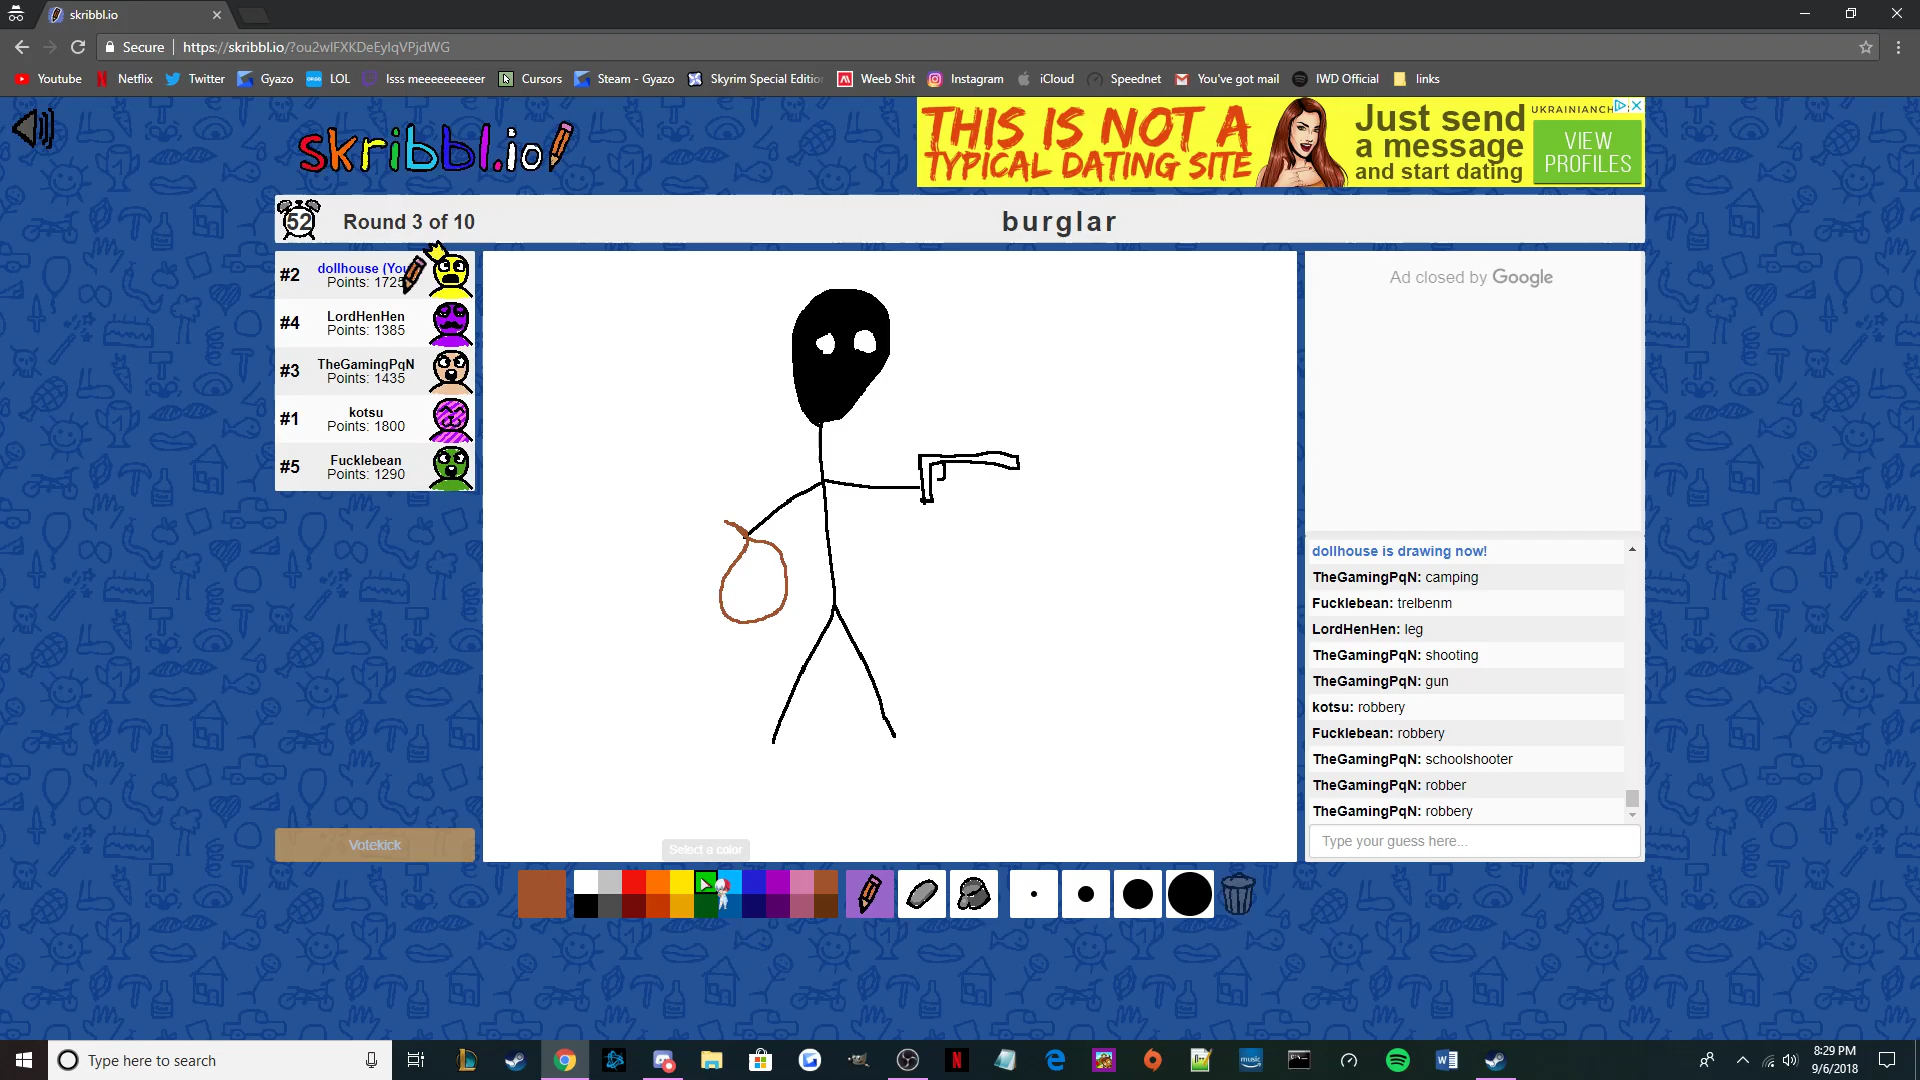 skribbl.io
Secure
https://skribbl.io/?ou2wlFXKDeEylqVPjdWG
Youtube
Netflix
Twitter
Gyazo
LOL
Isss meeeeeeeeer
Cursors
Steam - Gyazo
Skyrim Special Editio
Weeb Shit
Instagram
iCloud
Speednet
You've got mail
IWD Official
links
skribbl.io
THIS IS NOT A
TYPICAL DATING SITE
Just send
a message
and start dating
UKRAINIANCH
VIEW
PROFILES
52
Round 3 of 10
burglar
#2
dollhouse (You
Points: 1725
#4
LordHenHen
Points: 1385
#3
TheGamingPqN
Points: 1435
#1
kotsu
Points: 1800
#5
Fucklebean
Points: 1290
Votekick
Ad closed by Google
dollhouse is drawing now!
TheGamingPqN: camping
Fucklebean: trelbenm
LordHenHen: leg
TheGamingPqN: shooting
TheGamingPqN: gun
kotsu: robbery
Fucklebean: robbery
TheGamingPqN: schoolshooter
TheGamingPqN: robber
TheGamingPqN: robbery
Type your guess here...
Select a color
Type here to search
8:29 PM
9/6/2018